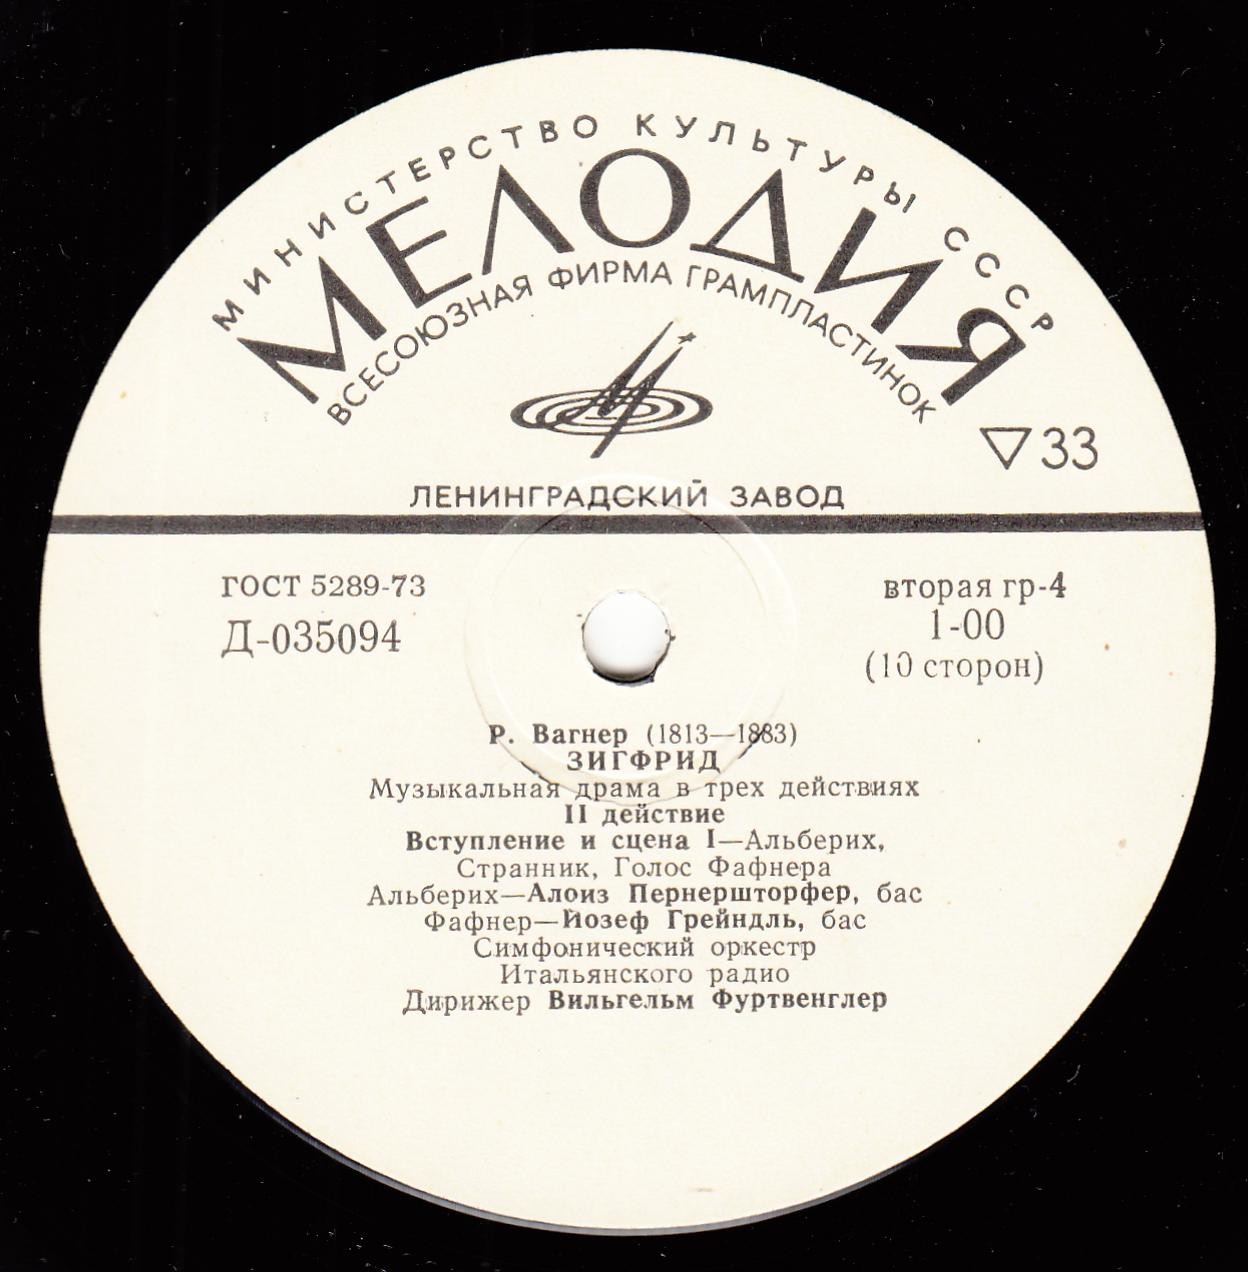 МИНИСТЕРСТВО КУЛЬТУРЫ СССР
МЕЛОДИЯ
ВСЕСОЮЗНАЯ ФИРМА ГРАМПЛАСТИНОК
▽33
ЛЕНИНГРАДСКИЙ ЗАВОД
ГОСТ 5289-73
Д-035094
вторая гр-4
1-00
(10 сторон)
Р. Вагнер (1813—1883)
ЗИГФРИД
Музыкальная драма в трех действиях
II действие
Вступление и сцена I—Альберих,
Странник, Голос Фафнера
Альберих—Алоиз Пернершторфер, бас
Фафнер—Йозеф Грейндль, бас
Симфонический оркестр
Итальянского радио
Дирижер Вильгельм Фуртвенглер